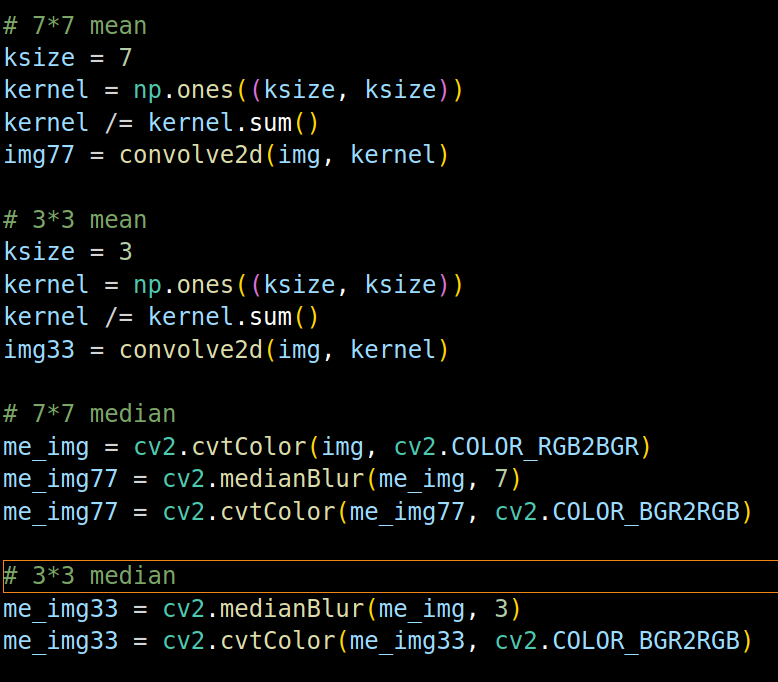 # 7*7 mean
ksize = 7
kernel = np.ones((ksize, ksize))
kernel /= kernel.sum()
img77 = convolve2d(img, kernel)
# 3*3 mean
ksize = 3
kernel = np.ones((ksize, ksize))
kernel /= kernel.sum()
img33 = convolve2d(img, kernel)
# 7*7 median
me_img = cv2.cvtColor(img, cv2.COLOR_RGB2BGR)
me_img77 = cv2.medianBlur(me_img, 7)
me_img77 = cv2.cvtColor(me_img77, cv2.COLOR_BGR2RGB)
# 3*3 median
me_img33 = cv2.medianBlur(me_img, 3)
me_img33 = cv2.cvtColor(me_img33, cv2.COLOR_BGR2RGB)